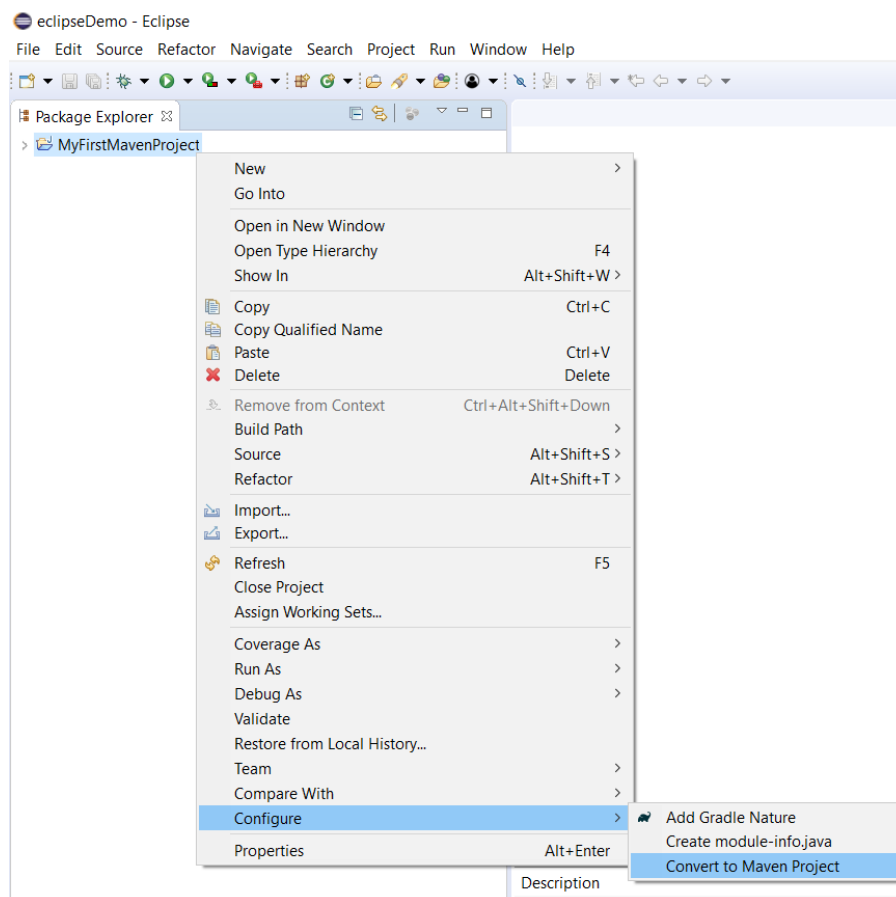 eclipseDemo - Eclipse
File Edit Source Refactor Navigate Search Project Run Window Help
Package Explorer
MyFirstMavenProject
New
Go Into
Open in New Window
Open Type Hierarchy F4
Show In Alt+Shift+W
Copy Ctrl+C
Copy Qualified Name
Paste Ctrl+V
Delete Delete
Remove from Context Ctrl+Alt+Shift+Down
Build Path
Source Alt+Shift+S
Refactor Alt+Shift+T
Import...
Export...
Refresh F5
Close Project
Assign Working Sets...
Coverage As
Run As
Debug As
Validate
Restore from Local History...
Team
Compare With
Configure
Properties Alt+Enter
Add Gradle Nature
Create module-info.java
Convert to Maven Project
Description